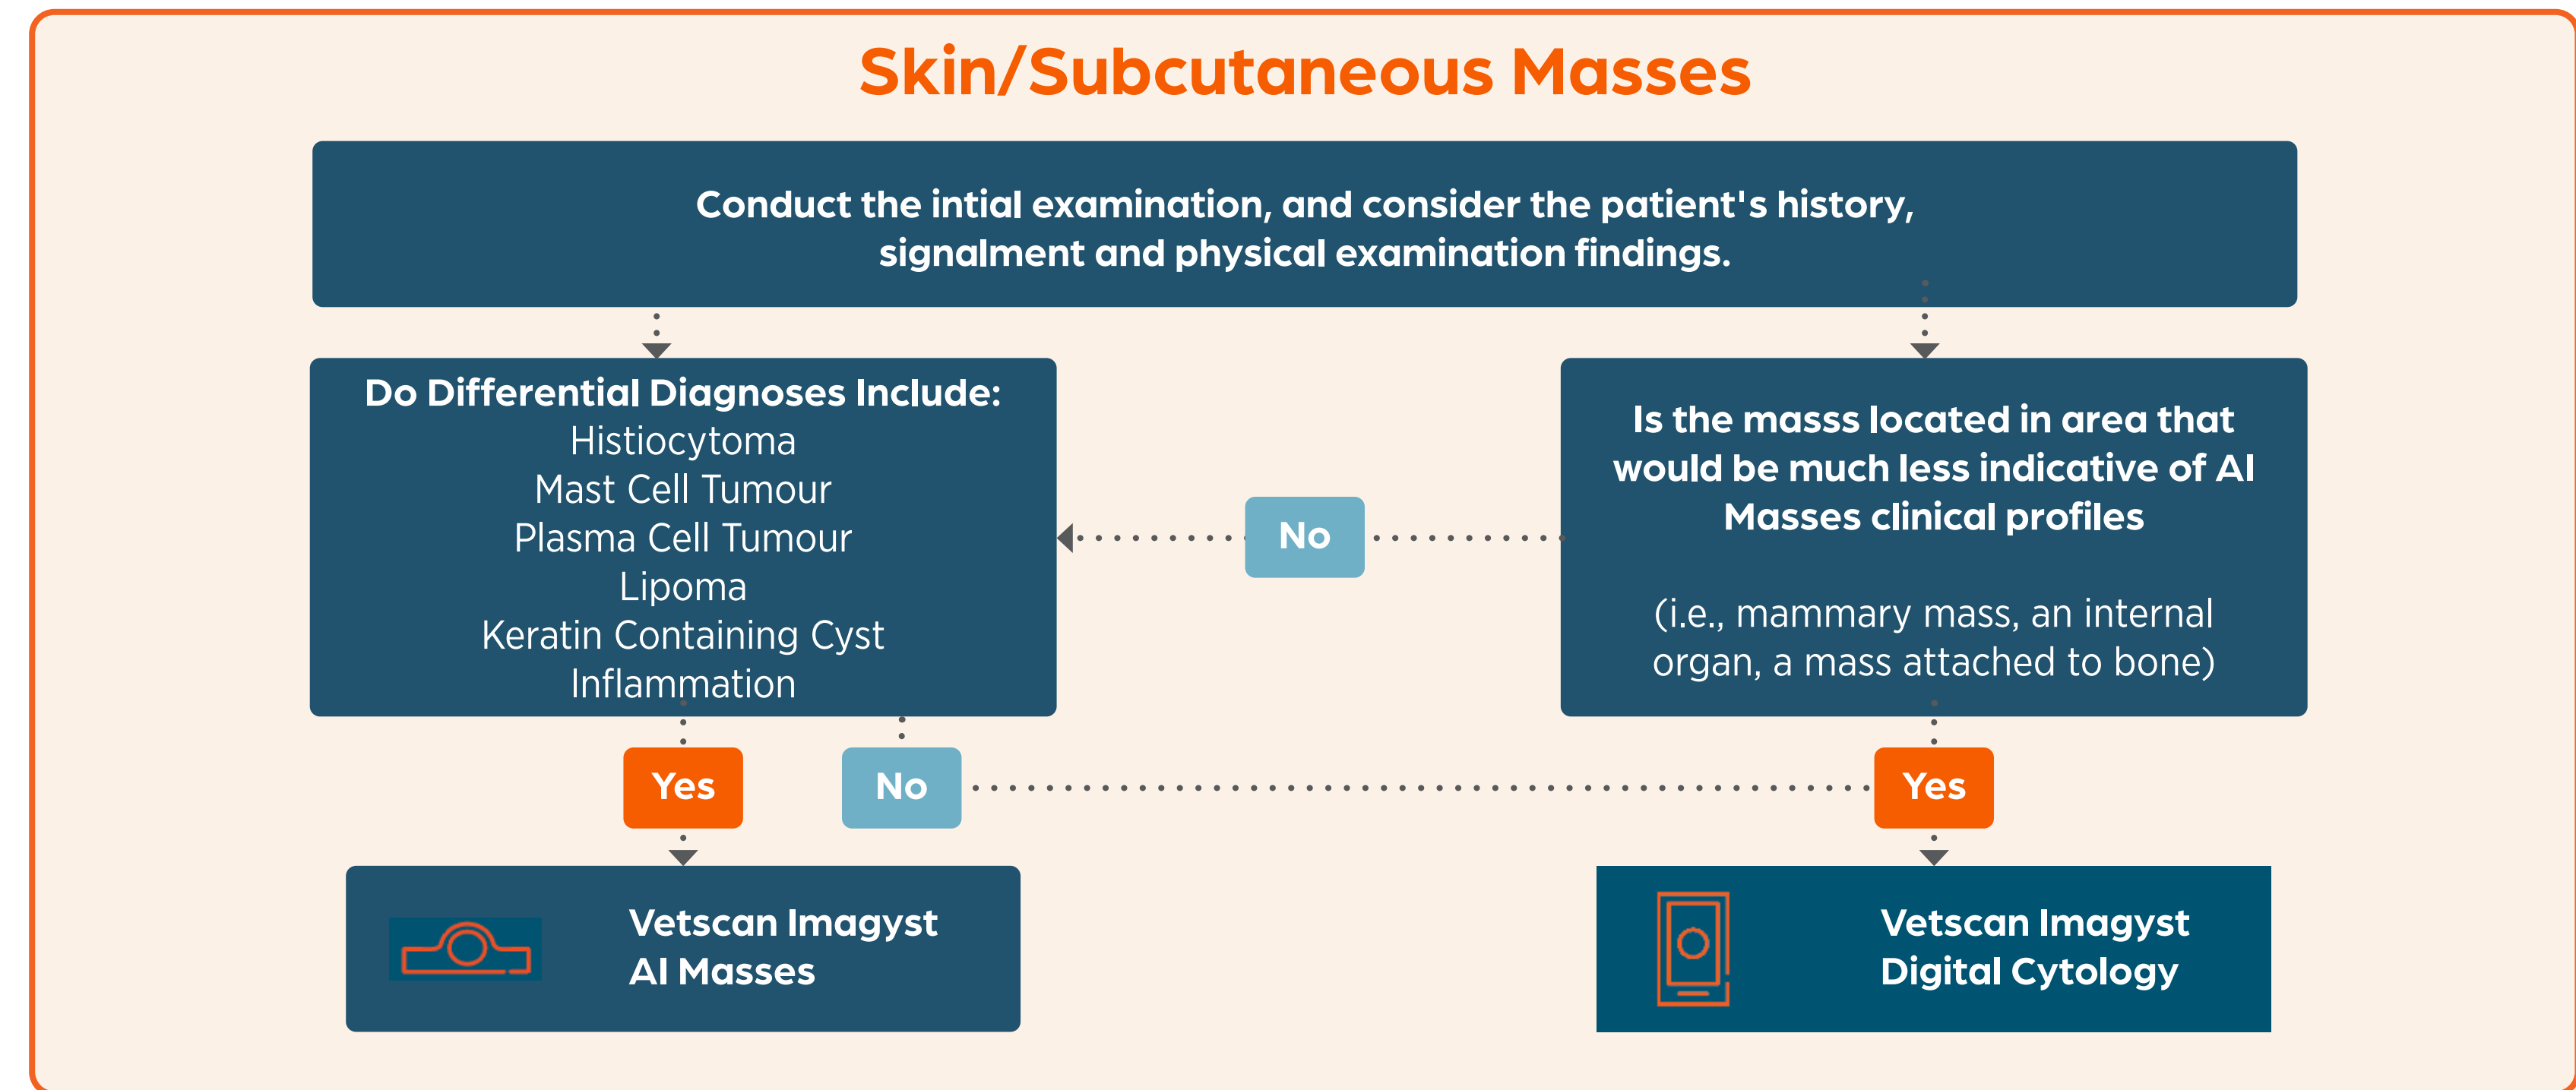 Skin/Subcutaneous Masses
Conduct the intial examination, and consider the patient's history,
signalment and physical examination findings.
Do Differential Diagnoses Include:
Histiocytoma
Mast Cell Tumour
Plasma Cell Tumour
Lipoma
Keratin Containing Cyst
Inflammation
No
Is the masss located in area that
would be much less indicative of AI
Masses clinical profiles
(i.e., mammary mass, an internal
organ, a mass attached to bone)
Yes
No
Yes
Vetscan Imagyst
AI Masses
Vetscan Imagyst
Digital Cytology